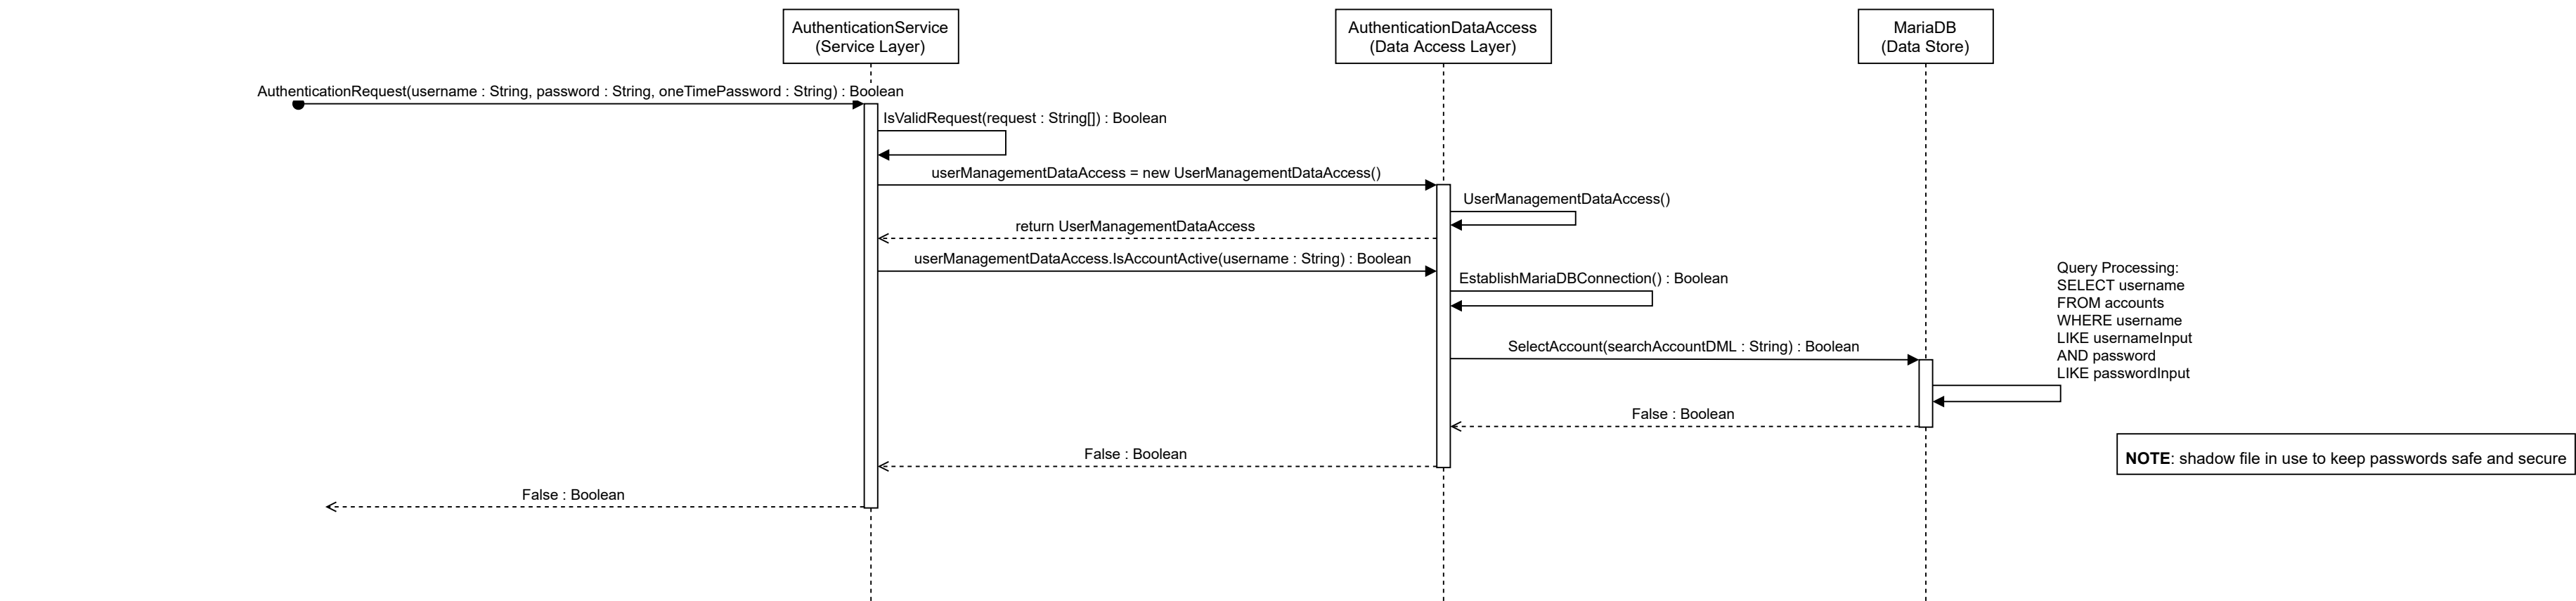 AuthenticationService
(Service Layer)
AuthenticationDataAccess
(Data Access Layer)
MariaDB
(Data Store)
AuthenticationRequest(username : String, password : String, oneTimePassword : String) : Boolean
IsValidRequest(request : String[]) : Boolean
userManagementDataAccess = new UserManagementDataAccess()
UserManagementDataAccess()
return UserManagementDataAccess
userManagementDataAccess.IsAccountActive(username : String) : Boolean
EstablishMariaDBConnection() : Boolean
Query Processing:
SELECT username
FROM accounts
WHERE username
LIKE usernameInput
AND password
LIKE passwordInput
SelectAccount(searchAccountDML : String) : Boolean
False : Boolean
NOTE: shadow file in use to keep passwords safe and secure
False : Boolean
False : Boolean